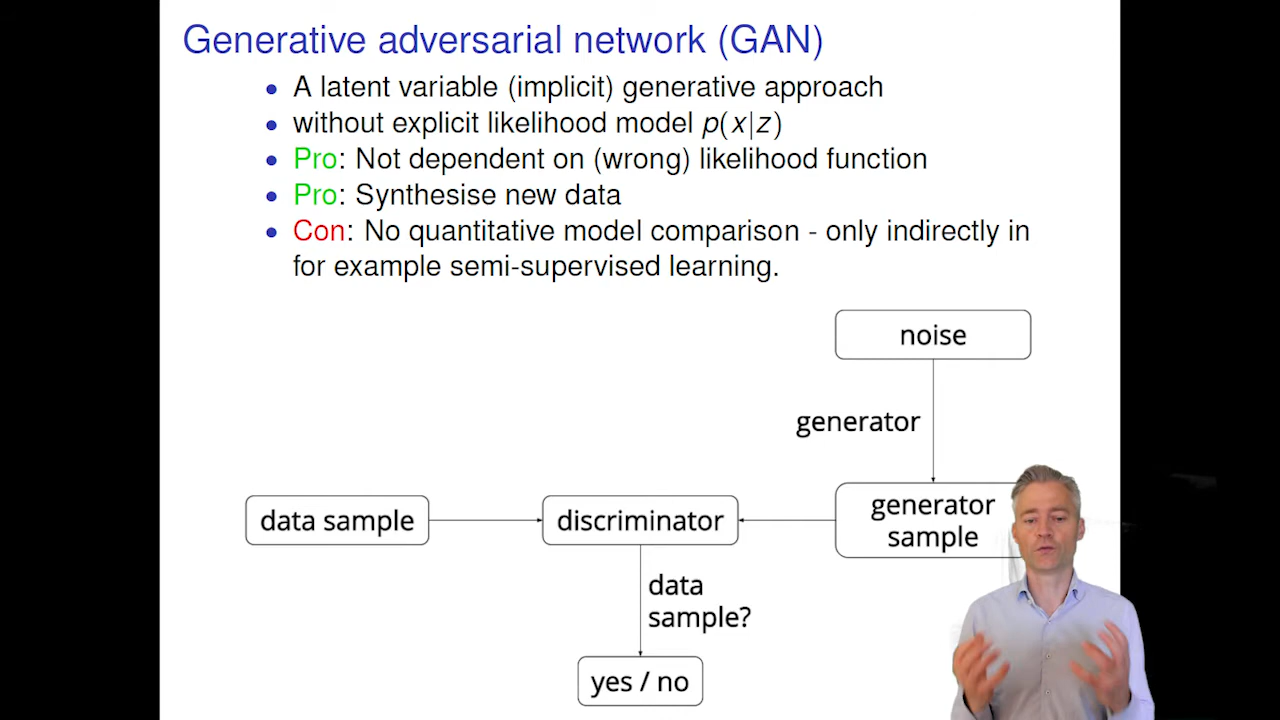 Generative adversarial network (GAN)
• A latent variable (implicit) generative approach
• without explicit likelihood model p(x|z)
• Pro: Not dependent on (wrong) likelihood function
• Pro: Synthesise new data
• Con: No quantitative model comparison - only indirectly in
for example semi-supervised learning.
noise
generator
data sample
discriminator
generator
sample
data
sample?
yes / no